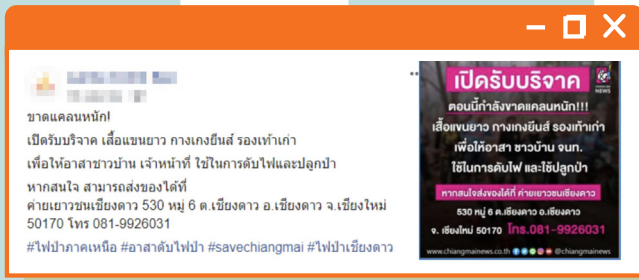 ขาดแคลนหนัก!
เปิดรับบริจาค เสื้อแขนยาว กางเกงยีนส์ รองเท้าเก่า
เพื่อให้อาสาชาวบ้าน เจ้าหน้าที่ ใช้ในการดับไฟและปลูกป่า
หากสนใจ สามารถส่งของได้ที่
ค่ายเยาวชนเชียงดาว 530 หมู่ 6 ต.เชียงดาว อ.เชียงดาว จ.เชียงใหม่
50170 โทร 081-9926031
#ไฟป่าภาคเหนือ #อาสาดับไฟป่า #savechiangmai #ไฟป่าเชียงดาว
เปิดรับบริจาค
NEWS
ตอนนี้กำลังขาดแคลนหนัก!!!
เสื้อแขนยาว กางเกงยีนส์ รองเท้าเก่า
เพื่อให้อาสา ชาวบ้าน จนท.
ใช้ในการดับไฟ และใช้ปลูกป่า
หากสนใจส่งของได้ที่ ค่ายเยาวชนเชียงดาว
530 หมู่ 6 ต.เชียงดาว อ.เชียงดาว
จ. เชียงใหม่ 50170 โทร.081-9926031
www.chiangmainews.co.th @chiangmainews